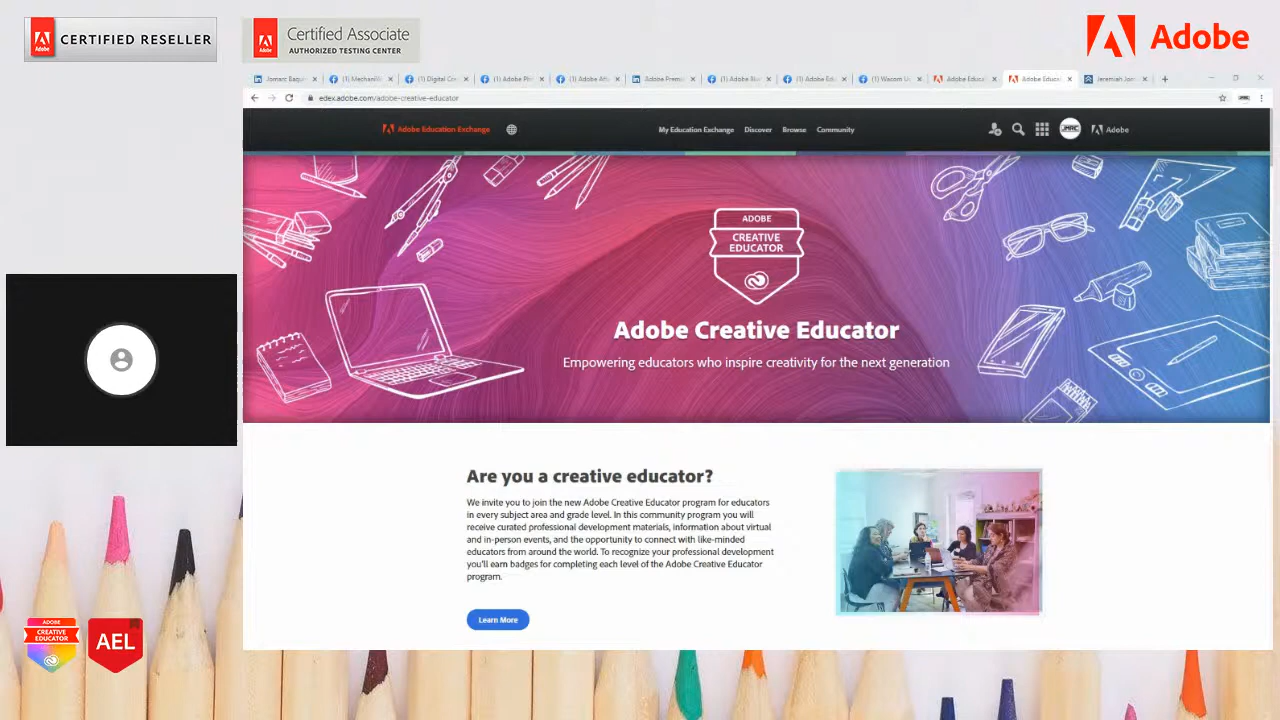 Adobe
CERTIFIED RESELLER
Adobe
Certified Associate
AUTHORIZED TESTING CENTER
Adobe
edex.adobe.com/adobe-creative-educator
Adobe Education Exchange
My Education Exchange
Discover
Browse
Community
JMRC
Adobe
ADOBE
CREATIVE
EDUCATOR
Adobe Creative Educator
Empowering educators who inspire creativity for the next generation
Are you a creative educator?
We invite you to join the new Adobe Creative Educator program for educators
in every subject area and grade level. In this community program you will
receive curated professional development materials, information about virtual
and in-person events, and the opportunity to connect with like-minded
educators from around the world. To recognize your professional development
you'll earn badges for completing each level of the Adobe Creative Educator
program.
Learn More
ADOBE
CREATIVE
EDUCATOR
AEL